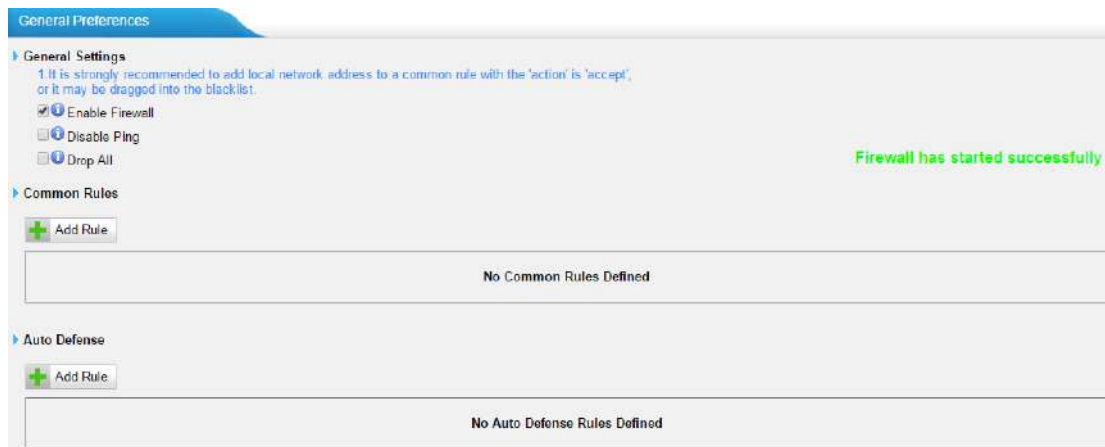 General Preferences
General Settings
1.It is strongly recommended to add local network address to a common rule with the 'action' is 'accept',
or it may be dragged into the blacklist.
Enable Firewall
Disable Ping
Drop All
Firewall has started successfully
Common Rules
Add Rule
No Common Rules Defined
Auto Defense
Add Rule
No Auto Defense Rules Defined